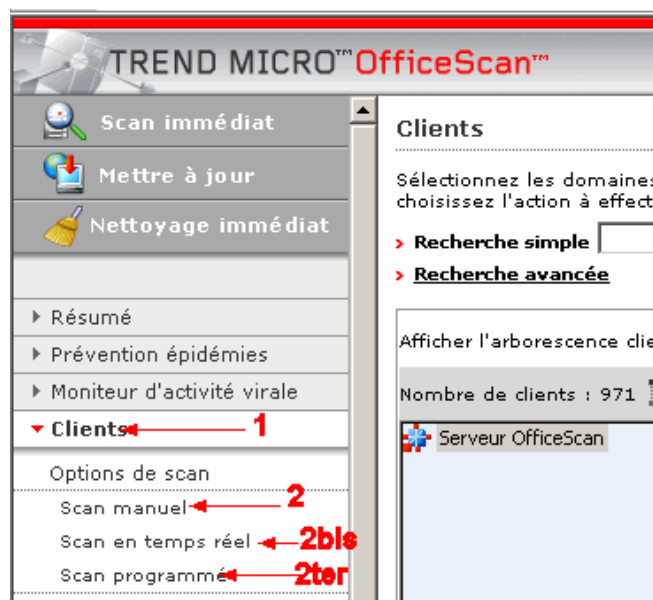 TREND MICRO™ OfficeScan™
Scan immédiat
Mettre à jour
Nettoyage immédiat
Résumé
Prévention épidémies
Moniteur d'activité virale
Clients 1
Options de scan
Scan manuel 2
Scan en temps réel 2bis
Scan programmé 2ter
Clients
Sélectionnez les domaines
choisissez l'action à effect
Recherche simple
Recherche avancée
Afficher l'arborescence clie
Nombre de clients : 971
Serveur OfficeScan